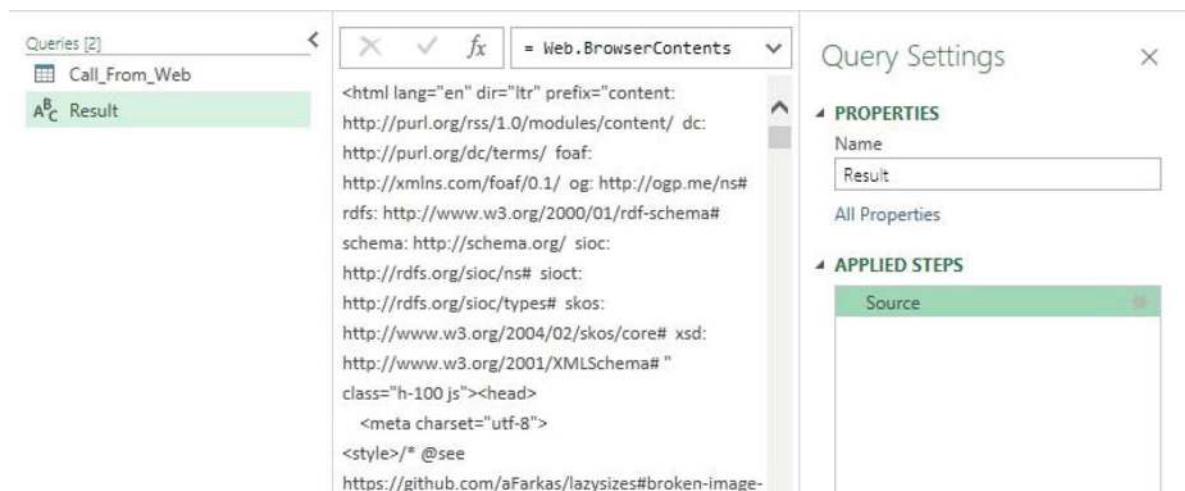 Queries [2]
Call_From_Web
ABC Result
fx
= Web.BrowserContents
<html lang="en" dir="ltr" prefix="content:
http://purl.org/rss/1.0/modules/content/ dc:
http://purl.org/dc/terms/ foaf:
http://xmlns.com/foaf/0.1/ og: http://ogp.me/ns#
rdfs: http://www.w3.org/2000/01/rdf-schema#
schema: http://schema.org/ sioc:
http://rdfs.org/sioc/ns# sioct:
http://rdfs.org/sioc/types# skos:
http://www.w3.org/2004/02/skos/core# xsd:
http://www.w3.org/2001/XMLSchema# "
class="h-100 js"><head>
<meta charset="utf-8">
<style>/* @see
https://github.com/aFarkas/lazysizes#broken-image-
Query Settings
PROPERTIES
Name
Result
All Properties
APPLIED STEPS
Source